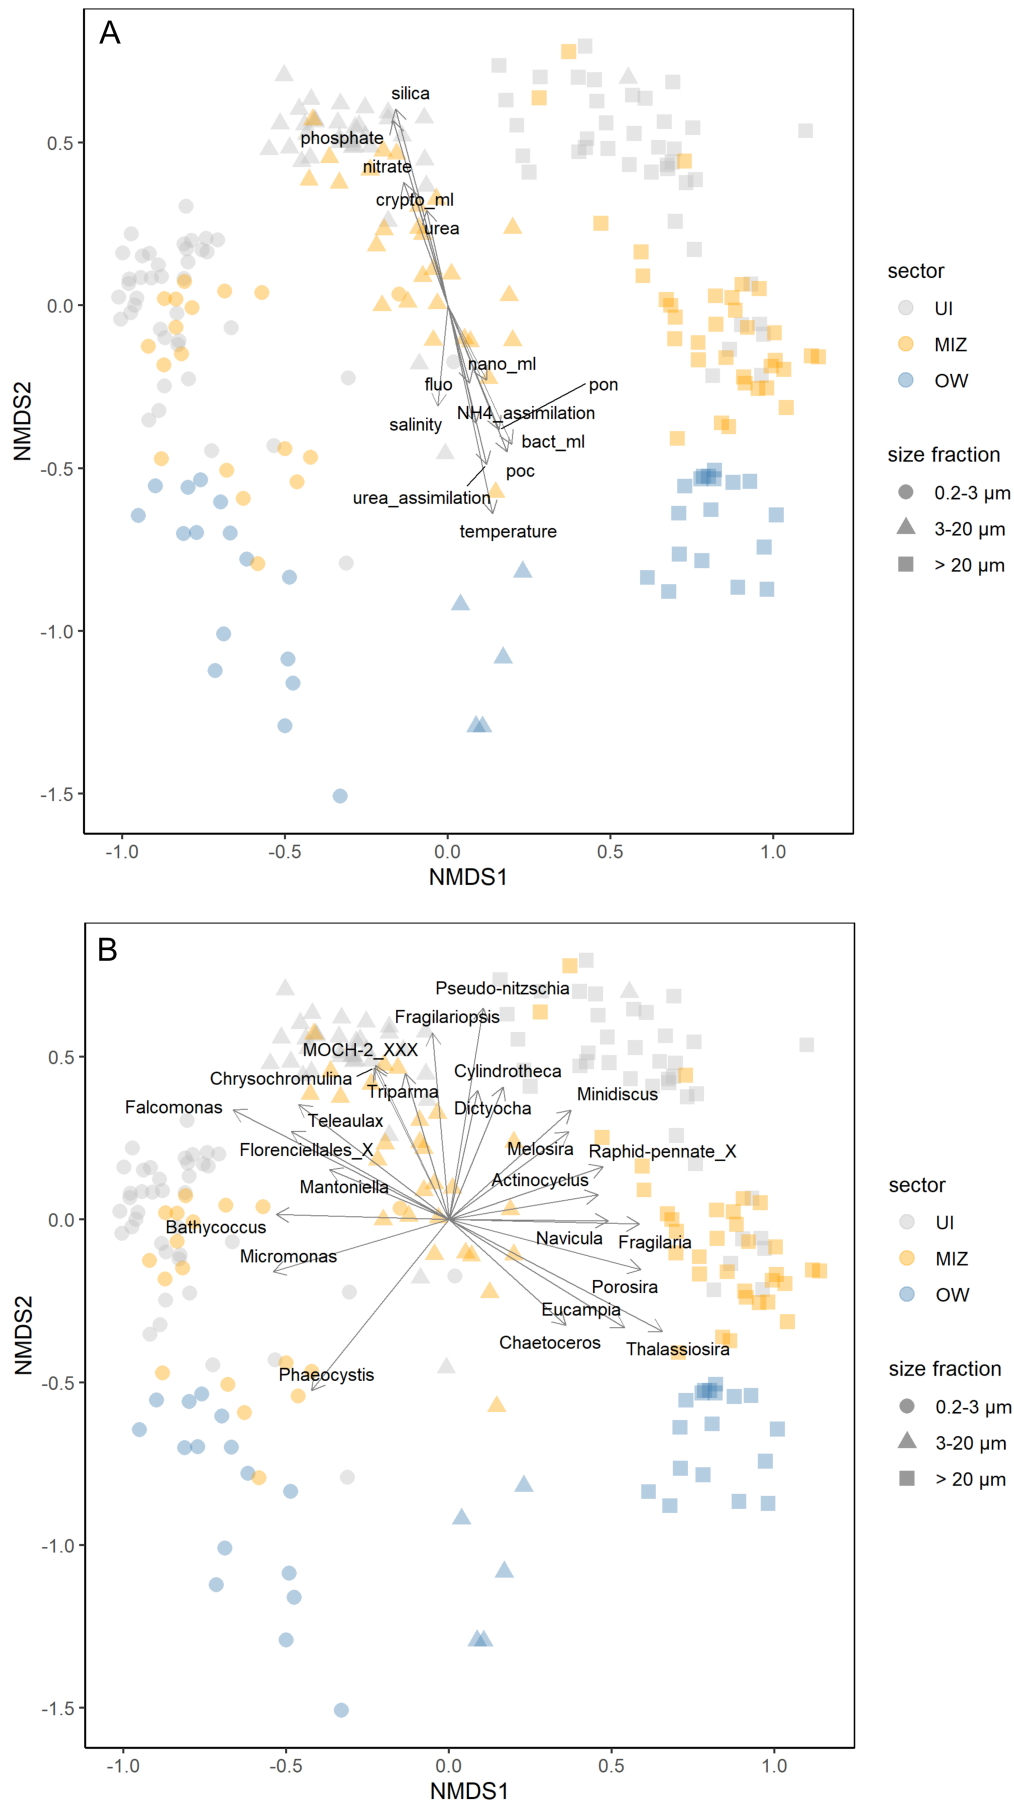 A
silica
phosphate
nitrate
crypto_ml
urea
nano_ml
fluo
pon
NH4_assimilation
salinity
bact_ml
poc
urea_assimilation
temperature
0.5
0.0
-0.5
-1.0
-1.5
NMDS2
-1.0 -0.5 0.0 0.5 1.0
NMDS1
sector
UI
MIZ
OW
size fraction
0.2-3 µm
3-20 µm
> 20 µm
B
Pseudo-nitzschia
Fragilariopsis
MOCH-2_XXX
Cylindrotheca
Chrysochromulina
Triparma
Minidiscus
Falcomonas
Dictyocha
Teleaulax
Florenciellales_X
Melosira
Raphid-pennate_X
Mantoniella
Actinocyclus
Bathycoccus
Navicula
Fragilaria
Micromonas
Porosira
Eucampia
Chaetoceros
Thalassiosira
Phaeocystis
0.5
0.0
-0.5
-1.0
-1.5
NMDS2
-1.0 -0.5 0.0 0.5 1.0
NMDS1
sector
UI
MIZ
OW
size fraction
0.2-3 µm
3-20 µm
> 20 µm